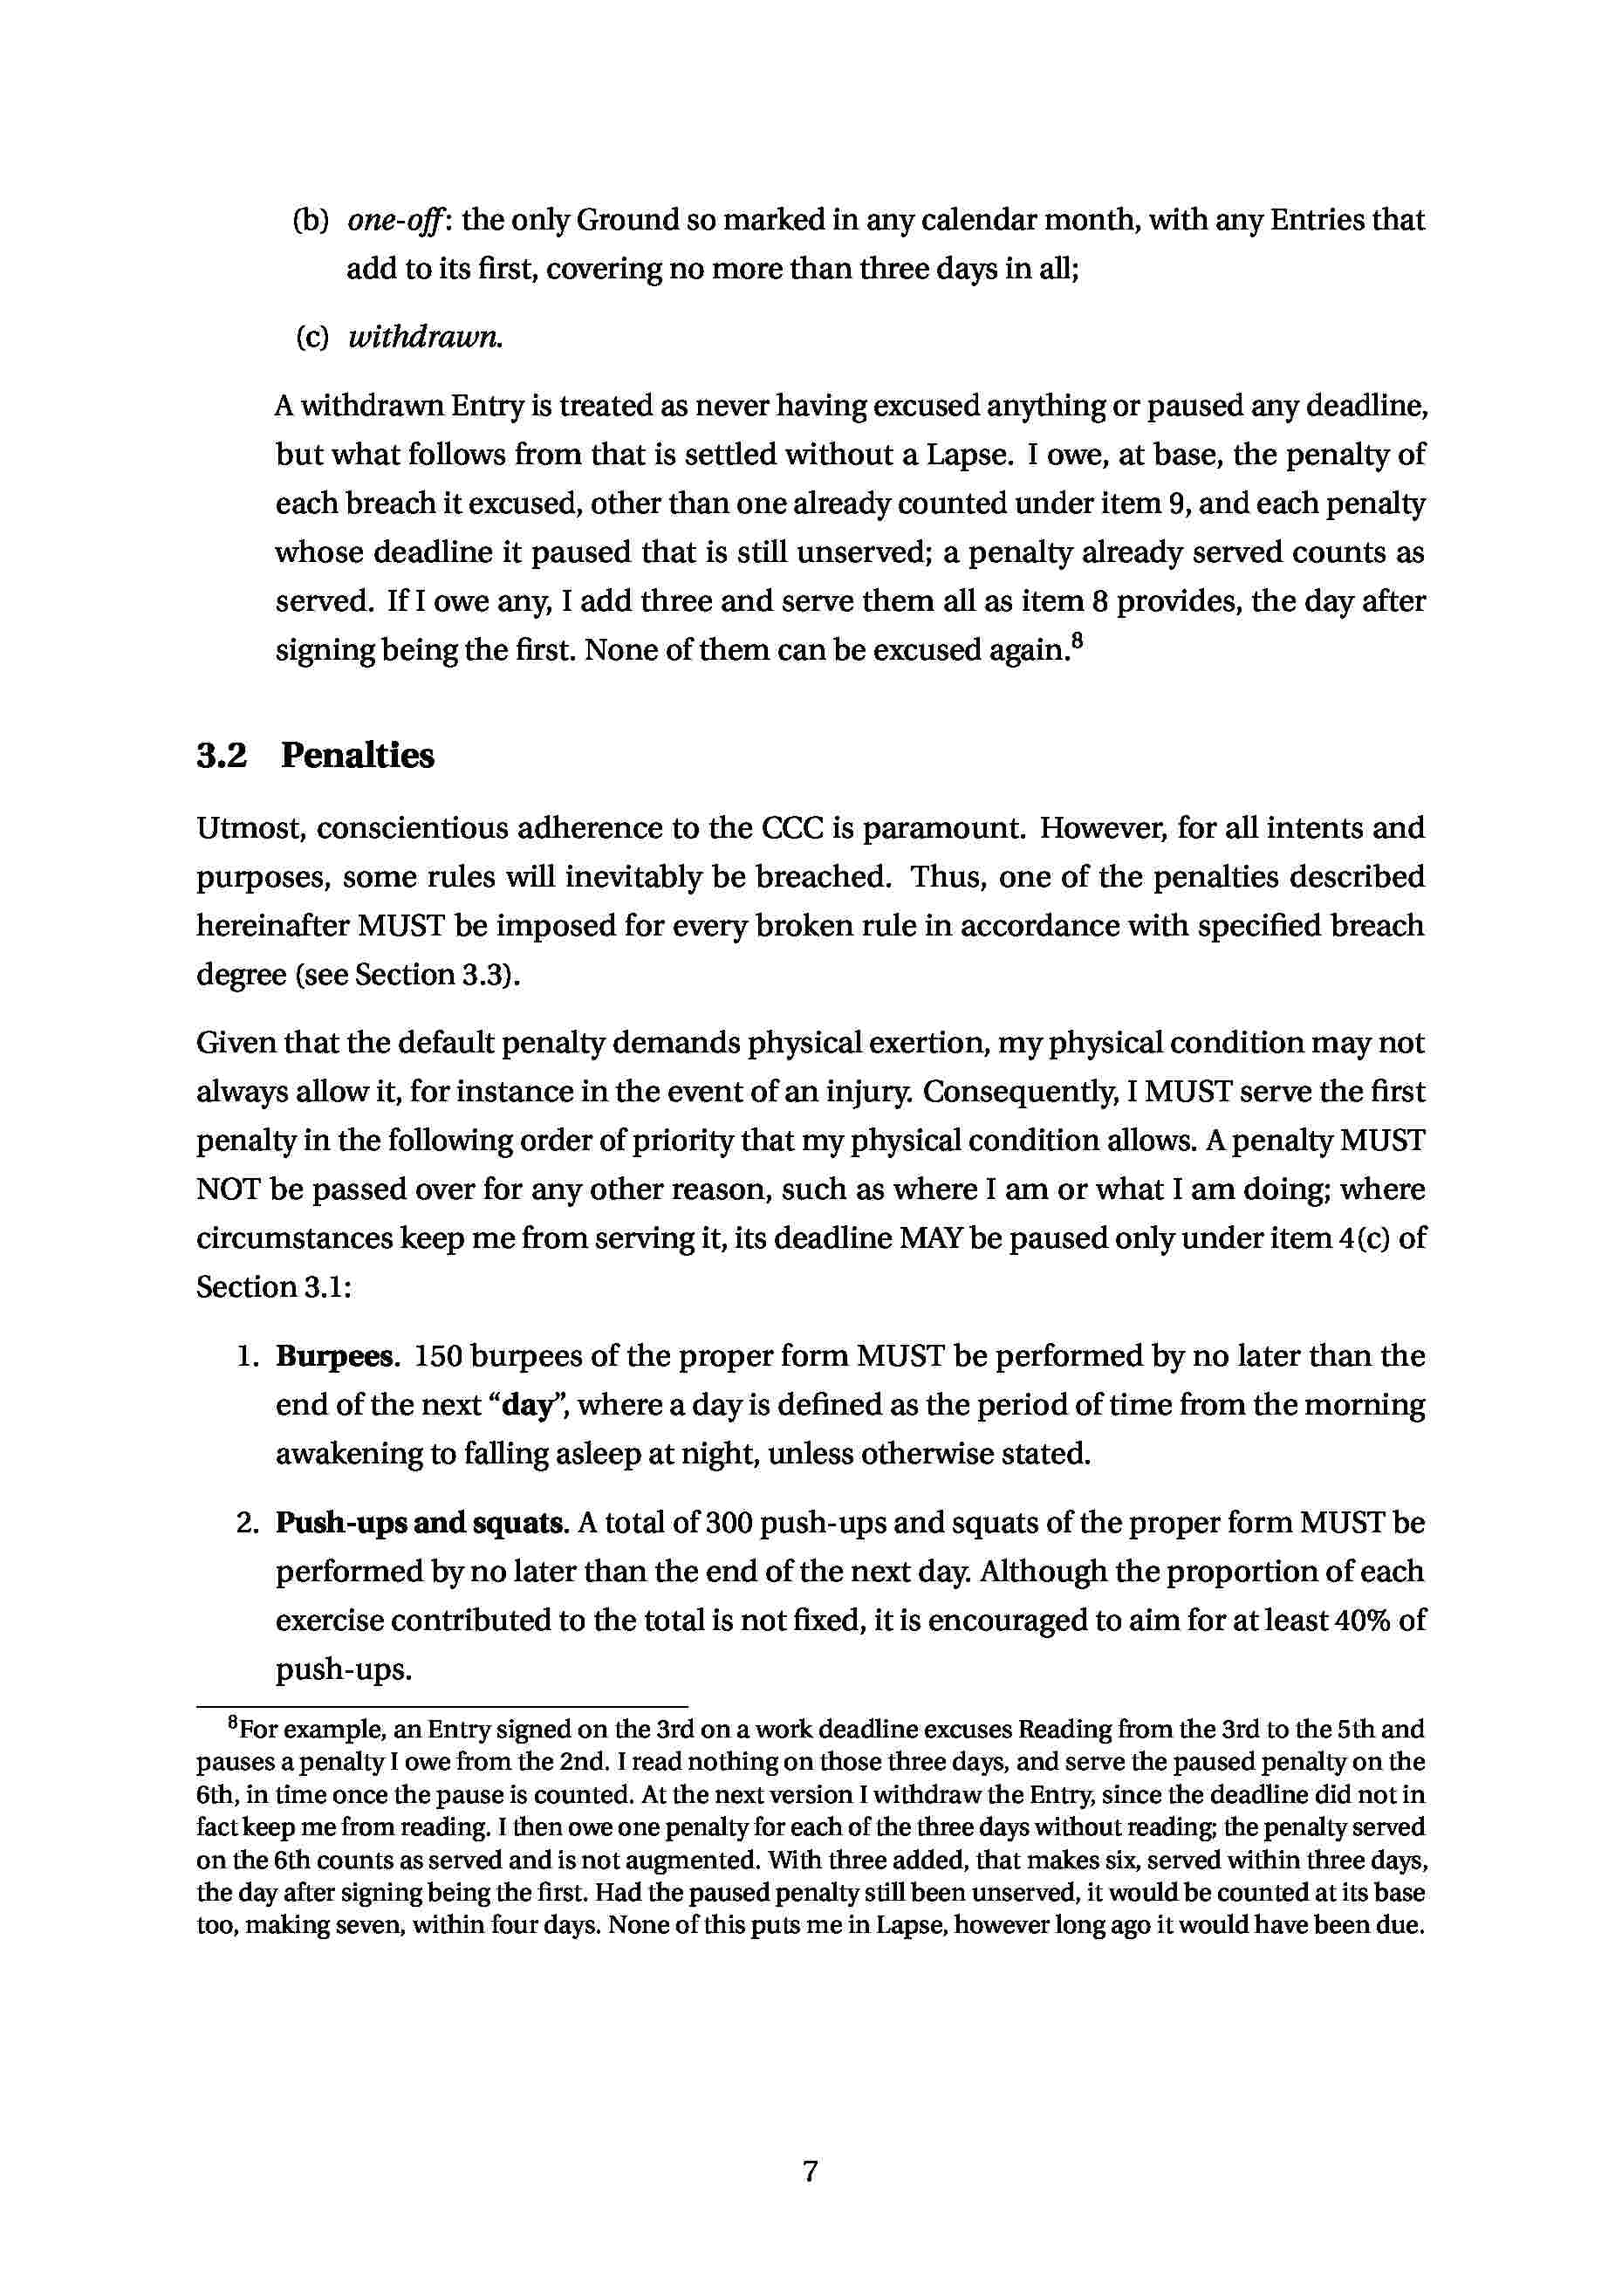 (b) one-off: the only Ground so marked in any calendar month, with any Entries that
add to its first, covering no more than three days in all;
(c) withdrawn.
A withdrawn Entry is treated as never having excused anything or paused any deadline,
but what follows from that is settled without a Lapse. I owe, at base, the penalty of
each breach it excused, other than one already counted under item 9, and each penalty
whose deadline it paused that is still unserved; a penalty already served counts as
served. If I owe any, I add three and serve them all as item 8 provides, the day after
signing being the first. None of them can be excused again.8
3.2 Penalties
Utmost, conscientious adherence to the CCC is paramount. However, for all intents and
purposes, some rules will inevitably be breached. Thus, one of the penalties described
hereinafter MUST be imposed for every broken rule in accordance with specified breach
degree (see Section 3.3).
Given that the default penalty demands physical exertion, my physical condition may not
always allow it, for instance in the event of an injury. Consequently, I MUST serve the first
penalty in the following order of priority that my physical condition allows. A penalty MUST
NOT be passed over for any other reason, such as where I am or what I am doing; where
circumstances keep me from serving it, its deadline MAY be paused only under item 4(c) of
Section 3.1:
1. Burpees. 150 burpees of the proper form MUST be performed by no later than the
end of the next “day”, where a day is defined as the period of time from the morning
awakening to falling asleep at night, unless otherwise stated.
2. Push-ups and squats. A total of 300 push-ups and squats of the proper form MUST be
performed by no later than the end of the next day. Although the proportion of each
exercise contributed to the total is not fixed, it is encouraged to aim for at least 40% of
push-ups.
8For example, an Entry signed on the 3rd on a work deadline excuses Reading from the 3rd to the 5th and
pauses a penalty I owe from the 2nd. I read nothing on those three days, and serve the paused penalty on the
6th, in time once the pause is counted. At the next version I withdraw the Entry, since the deadline did not in
fact keep me from reading. I then owe one penalty for each of the three days without reading; the penalty served
on the 6th counts as served and is not augmented. With three added, that makes six, served within three days,
the day after signing being the first. Had the paused penalty still been unserved, it would be counted at its base
too, making seven, within four days. None of this puts me in Lapse, however long ago it would have been due.
7